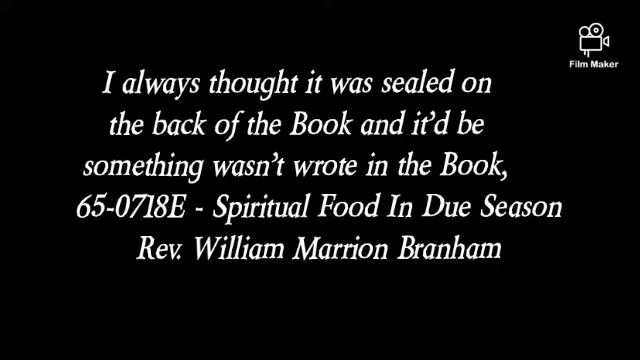 Film Maker
I always thought it was sealed on
the back of the Book and it'd be
something wasn't wrote in the Book,
65-0718E - Spiritual Food In Due Season
Rev. William Marrion Branham